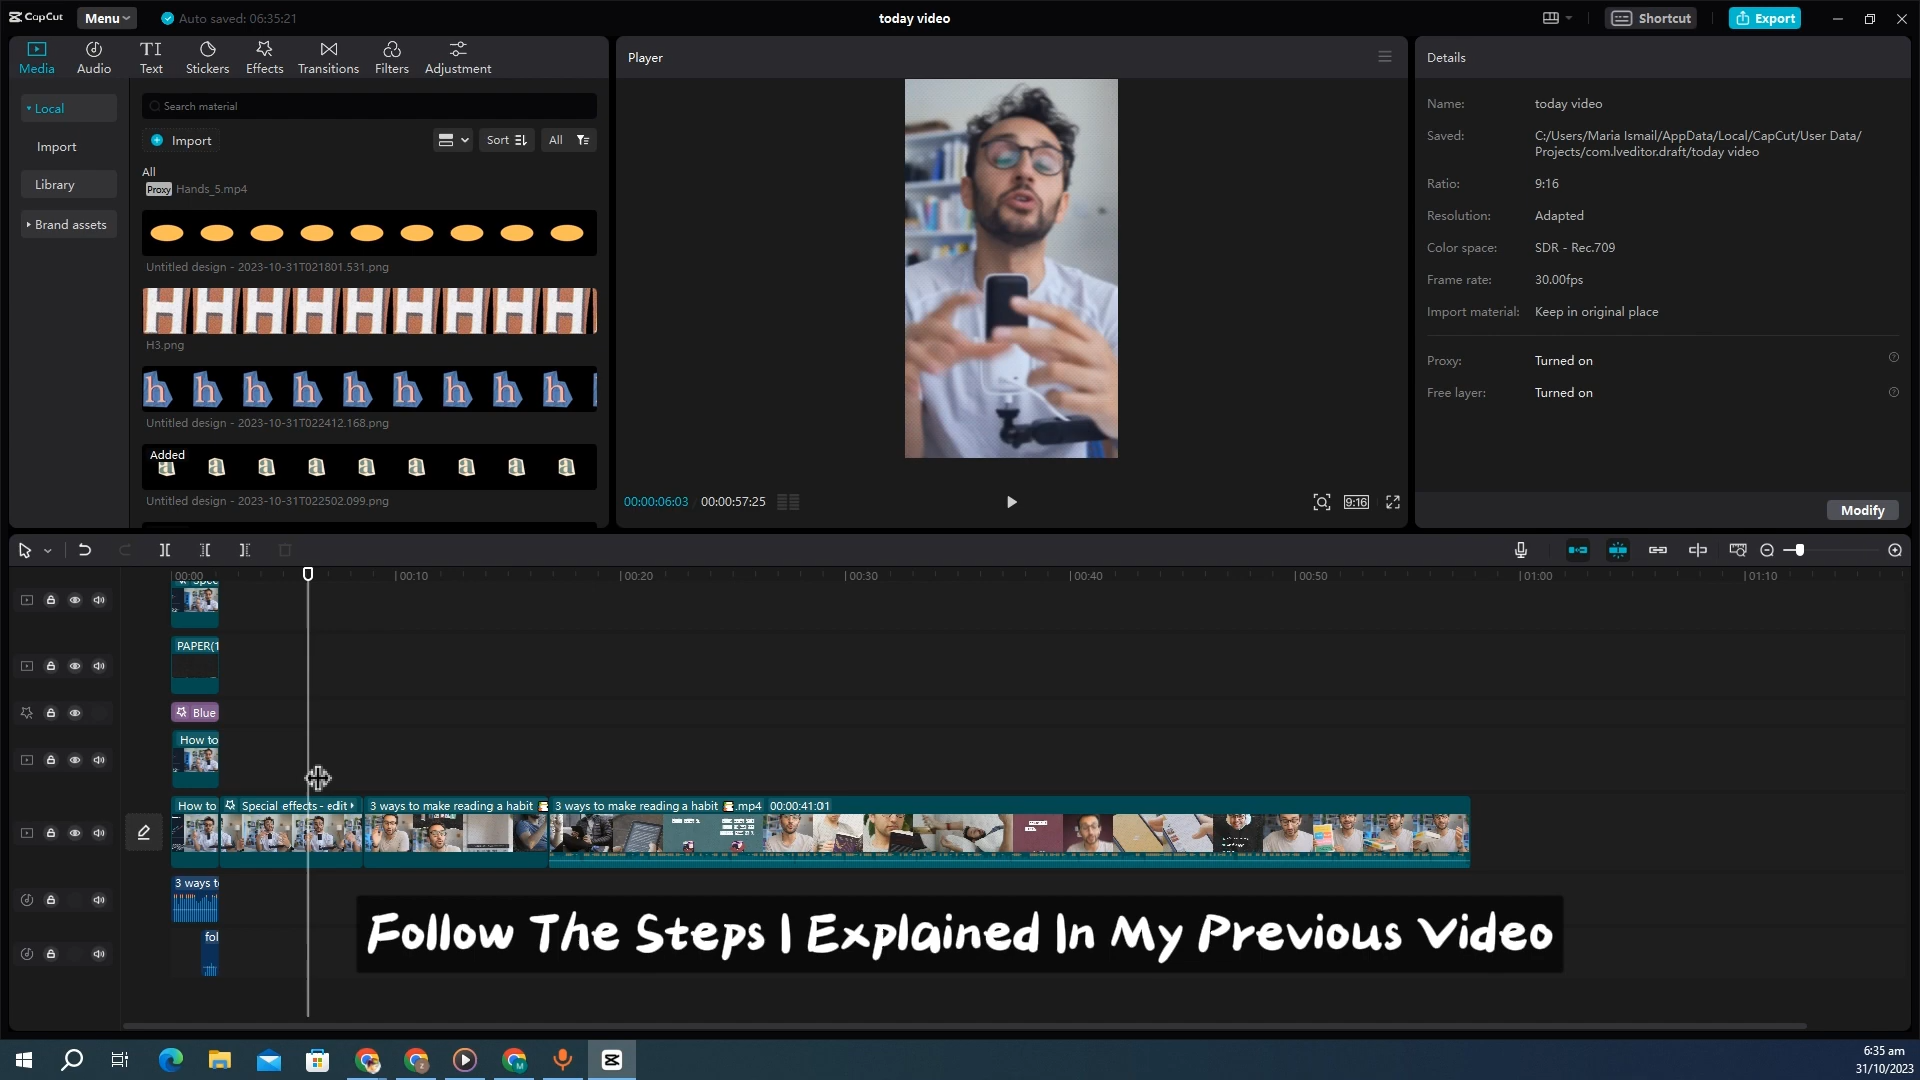 CapCut
Menu
Auto saved: 06:35:21
today video
Shortcut
Export
Media
Audio
TI
Text
Stickers
Effects
Transitions
Filters
Adjustment
Local
Import
Library
Brand assets
Search material
Import
Sort
All
All
Proxy Hands_5.mp4
Untitled design - 2023-10-31T021801.531.png
H H H H H H H H H
H3.png
h h h h h h h h h
Untitled design - 2023-10-31T022412.168.png
Added
a a a a a a a a a
Untitled design - 2023-10-31T022502.099.png
Player
00:00:06:03
00:00:57:25
9:16
Details
Name: today video
Saved: C:/Users/Maria Ismail/AppData/Local/CapCut/User Data/
Projects/com.lveditor.draft/today video
Ratio: 9:16
Resolution: Adapted
Color space: SDR - Rec.709
Frame rate: 30.00fps
Import material: Keep in original place
Proxy: Turned on
Free layer: Turned on
Modify
00:00
00:10
00:20
00:30
00:40
00:50
01:00
01:10
PAPER(1
Blue
How to
How to
Special effects - edit
3 ways to make reading a habit
3 ways to make reading a habit .mp4 00:00:41:01
3 ways to
fol
Follow The Steps I Explained In My Previous Video
6:35 am
31/10/2023